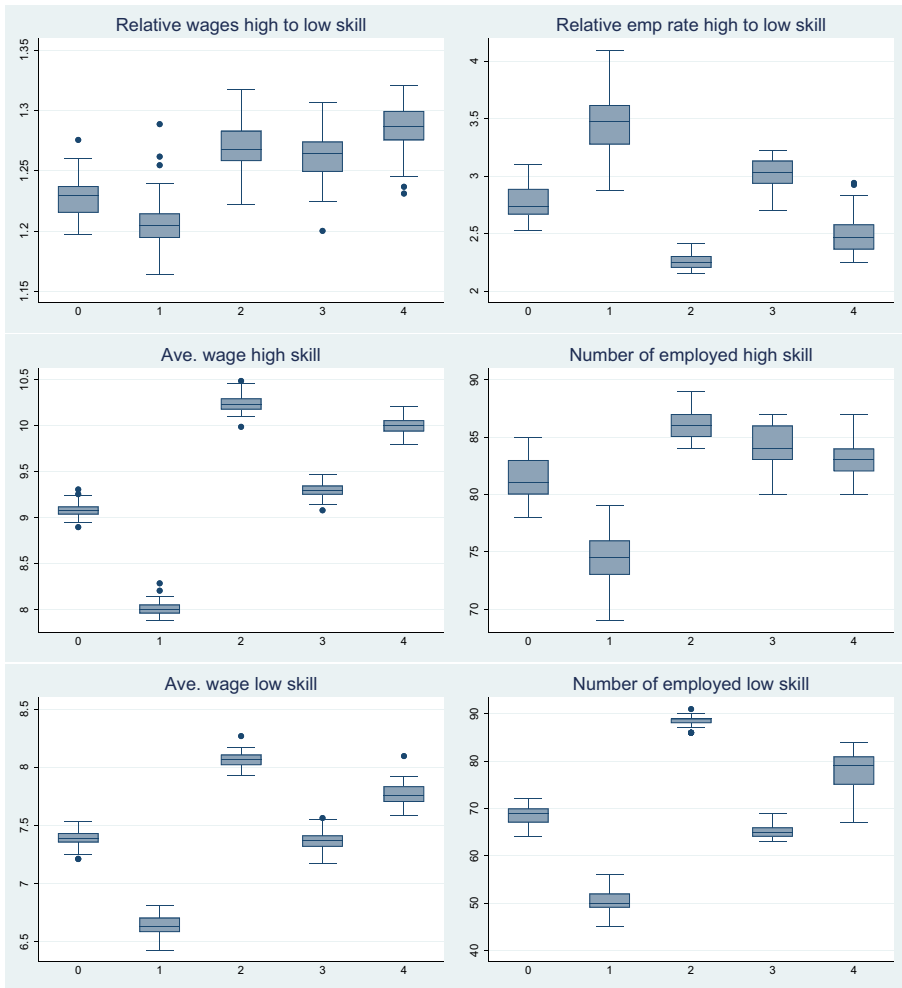 Relative wages high to low skill
1.35
1.3
1.25
1.2
1.15
0 1 2 3 4
Relative emp rate high to low skill
4
3.5
3
2.5
2
0 1 2 3 4
Ave. wage high skill
10.5
10
9.5
9
8.5
8
0 1 2 3 4
Number of employed high skill
90
85
80
75
70
0 1 2 3 4
Ave. wage low skill
8.5
8
7.5
7
6.5
0 1 2 3 4
Number of employed low skill
90
80
70
60
50
40
0 1 2 3 4